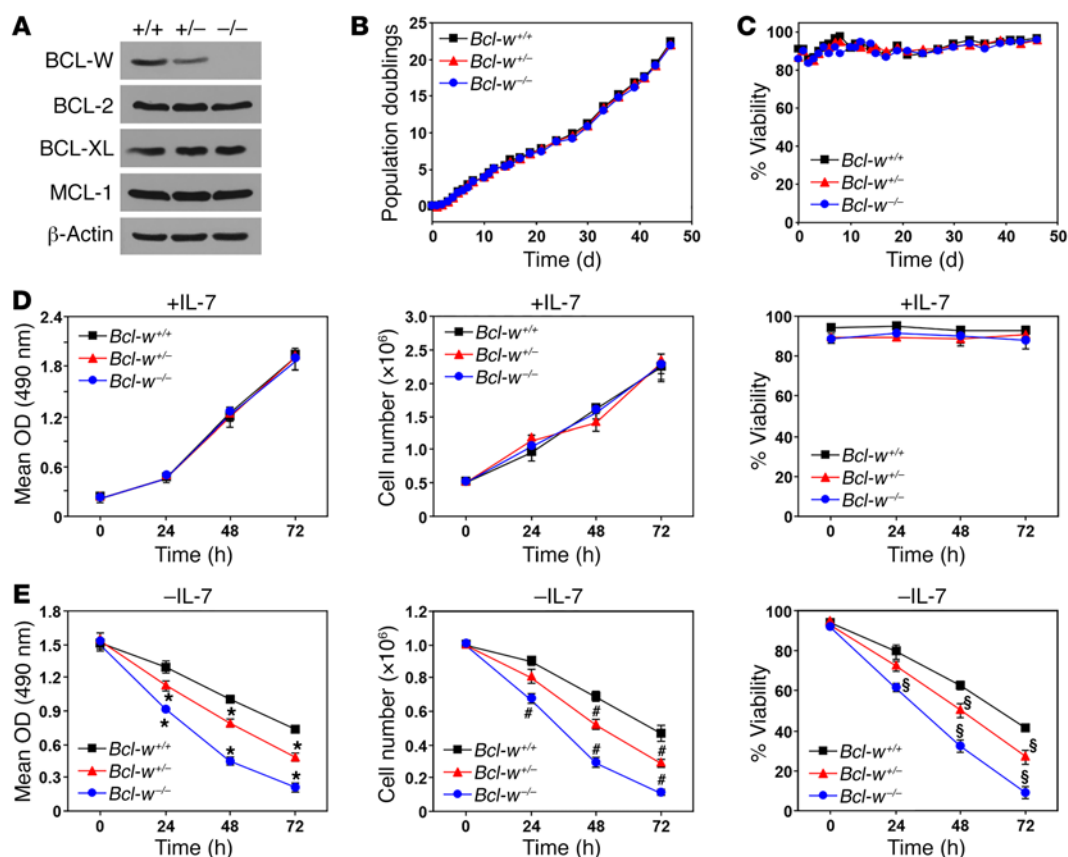 A
+/+ +/− −/−
BCL-W
BCL-2
BCL-XL
MCL-1
β-Actin
B
Population doublings
25
20
15
10
5
0
Bcl-w+/+
Bcl-w+/−
Bcl-w−/−
0 10 20 30 40 50
Time (d)
C
% Viability
100
80
60
40
20
0
Bcl-w+/+
Bcl-w+/−
Bcl-w−/−
0 10 20 30 40 50
Time (d)
D
+IL-7
Mean OD (490 nm)
2.4
1.8
1.2
0.6
0
Bcl-w+/+
Bcl-w+/−
Bcl-w−/−
0 24 48 72
Time (h)
+IL-7
Cell number (×10⁶)
3.0
2.5
2.0
1.5
1.0
0.5
0
Bcl-w+/+
Bcl-w+/−
Bcl-w−/−
0 24 48 72
Time (h)
+IL-7
% Viability
100
80
60
40
20
0
Bcl-w+/+
Bcl-w+/−
Bcl-w−/−
0 24 48 72
Time (h)
E
−IL-7
Mean OD (490 nm)
1.8
1.5
1.2
0.9
0.6
0.3
0
* * *
* * *
Bcl-w+/+
Bcl-w+/−
Bcl-w−/−
0 24 48 72
Time (h)
−IL-7
Cell number (×10⁶)
1.2
1.0
0.8
0.6
0.4
0.2
0
# #
# # #
Bcl-w+/+
Bcl-w+/−
Bcl-w−/−
0 24 48 72
Time (h)
−IL-7
% Viability
100
80
60
40
20
0
§ §
§ § §
Bcl-w+/+
Bcl-w+/−
Bcl-w−/−
0 24 48 72
Time (h)